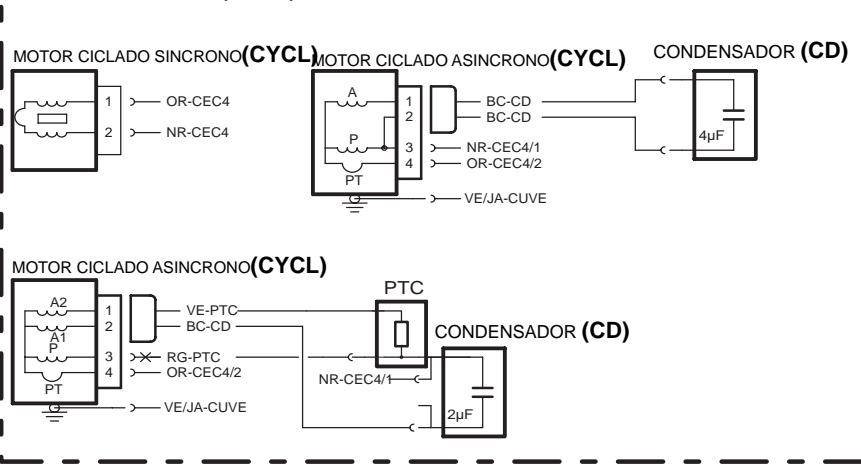 MOTOR CICLADO SINCRONO(CYCL)
1 OR-CEC4
2 NR-CEC4
MOTOR CICLADO ASINCRONO(CYCL)
A
P
PT
1 BC-CD
2 BC-CD
3 NR-CEC4/1
4 OR-CEC4/2
VE/JA-CUVE
CONDENSADOR (CD)
4µF
MOTOR CICLADO ASINCRONO(CYCL)
A2
A1
P
PT
1 VE-PTC
2 BC-CD
3 RG-PTC
4 OR-CEC4/2
VE/JA-CUVE
PTC
NR-CEC4/1
CONDENSADOR (CD)
2µF